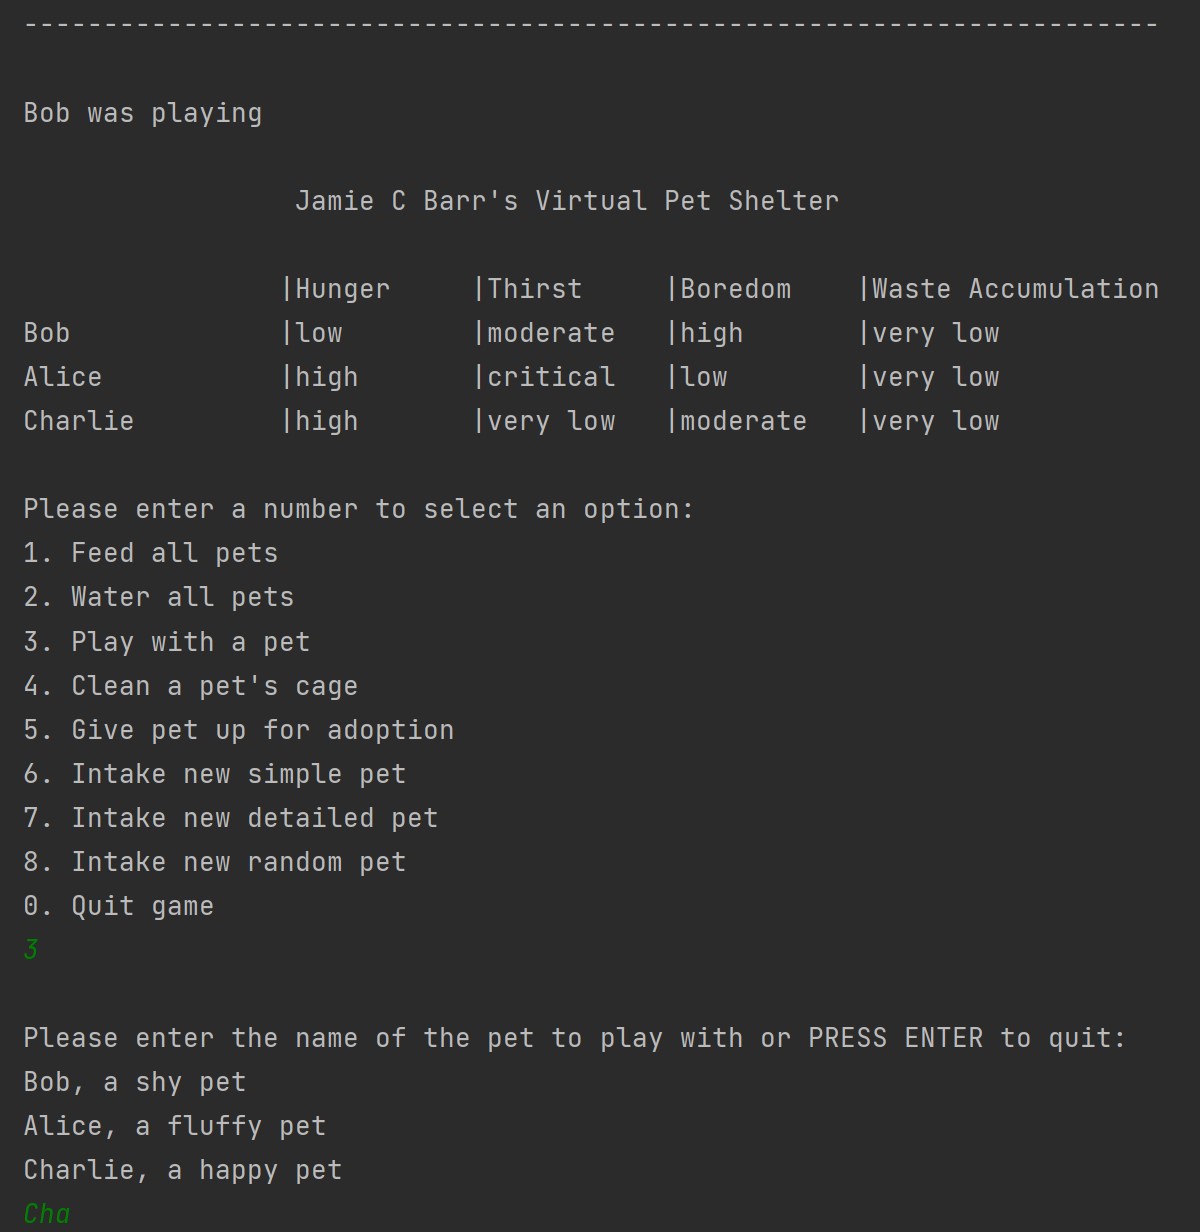 -----------------------------------------------------------------------
Bob was playing
Jamie C Barr's Virtual Pet Shelter
|Hunger |Thirst |Boredom |Waste Accumulation
Bob |low |moderate |high |very low
Alice |high |critical |low |very low
Charlie |high |very low |moderate |very low
Please enter a number to select an option:
1. Feed all pets
2. Water all pets
3. Play with a pet
4. Clean a pet's cage
5. Give pet up for adoption
6. Intake new simple pet
7. Intake new detailed pet
8. Intake new random pet
0. Quit game
3
Please enter the name of the pet to play with or PRESS ENTER to quit:
Bob, a shy pet
Alice, a fluffy pet
Charlie, a happy pet
Cha